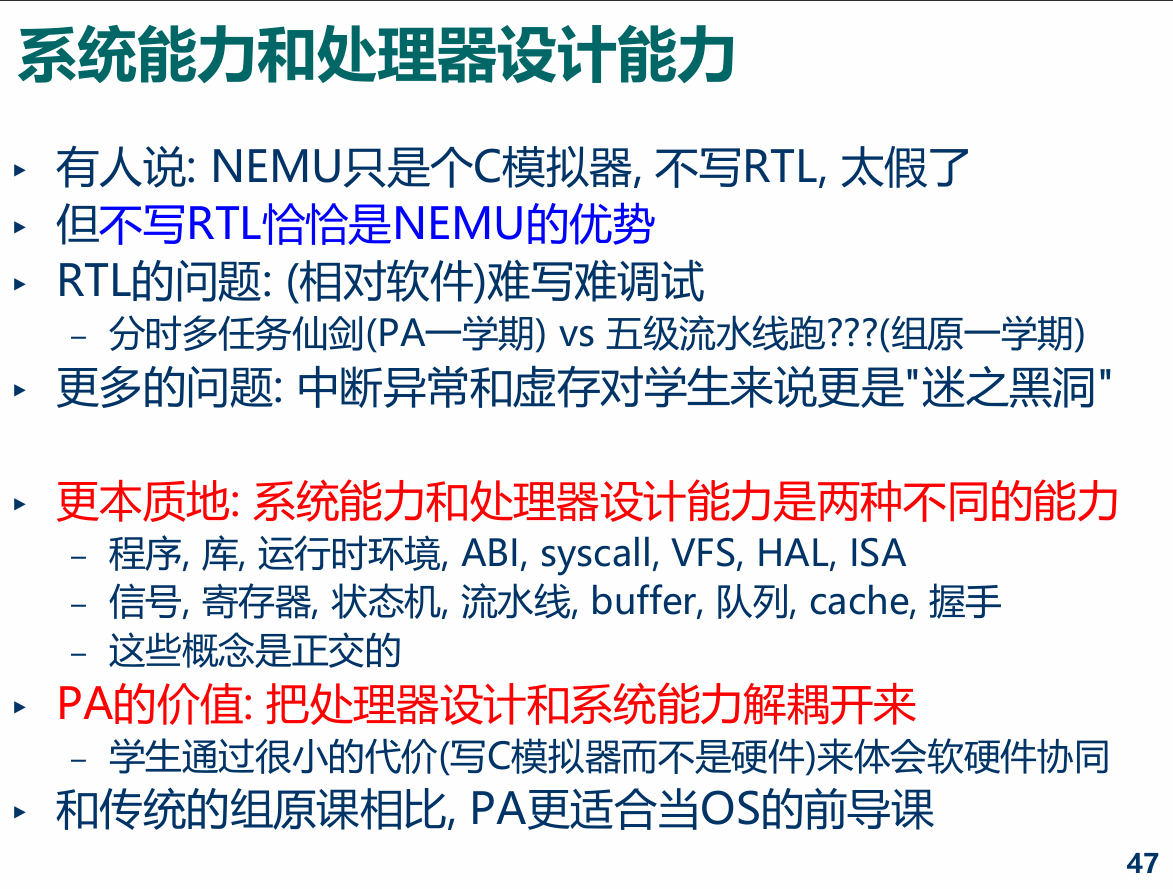 系统能力和处理器设计能力
▸ 有人说: NEMU只是个C模拟器, 不写RTL, 太假了
▸ 但不写RTL恰恰是NEMU的优势
▸ RTL的问题: (相对软件)难写难调试
– 分时多任务仙剑(PA一学期) vs 五级流水线跑???(组原一学期)
▸ 更多的问题: 中断异常和虚存对学生来说更是"迷之黑洞"
▸ 更本质地: 系统能力和处理器设计能力是两种不同的能力
– 程序, 库, 运行时环境, ABI, syscall, VFS, HAL, ISA
– 信号, 寄存器, 状态机, 流水线, buffer, 队列, cache, 握手
– 这些概念是正交的
▸ PA的价值: 把处理器设计和系统能力解耦开来
– 学生通过很小的代价(写C模拟器而不是硬件)来体会软硬件协同
▸ 和传统的组原课相比, PA更适合当OS的前导课
47